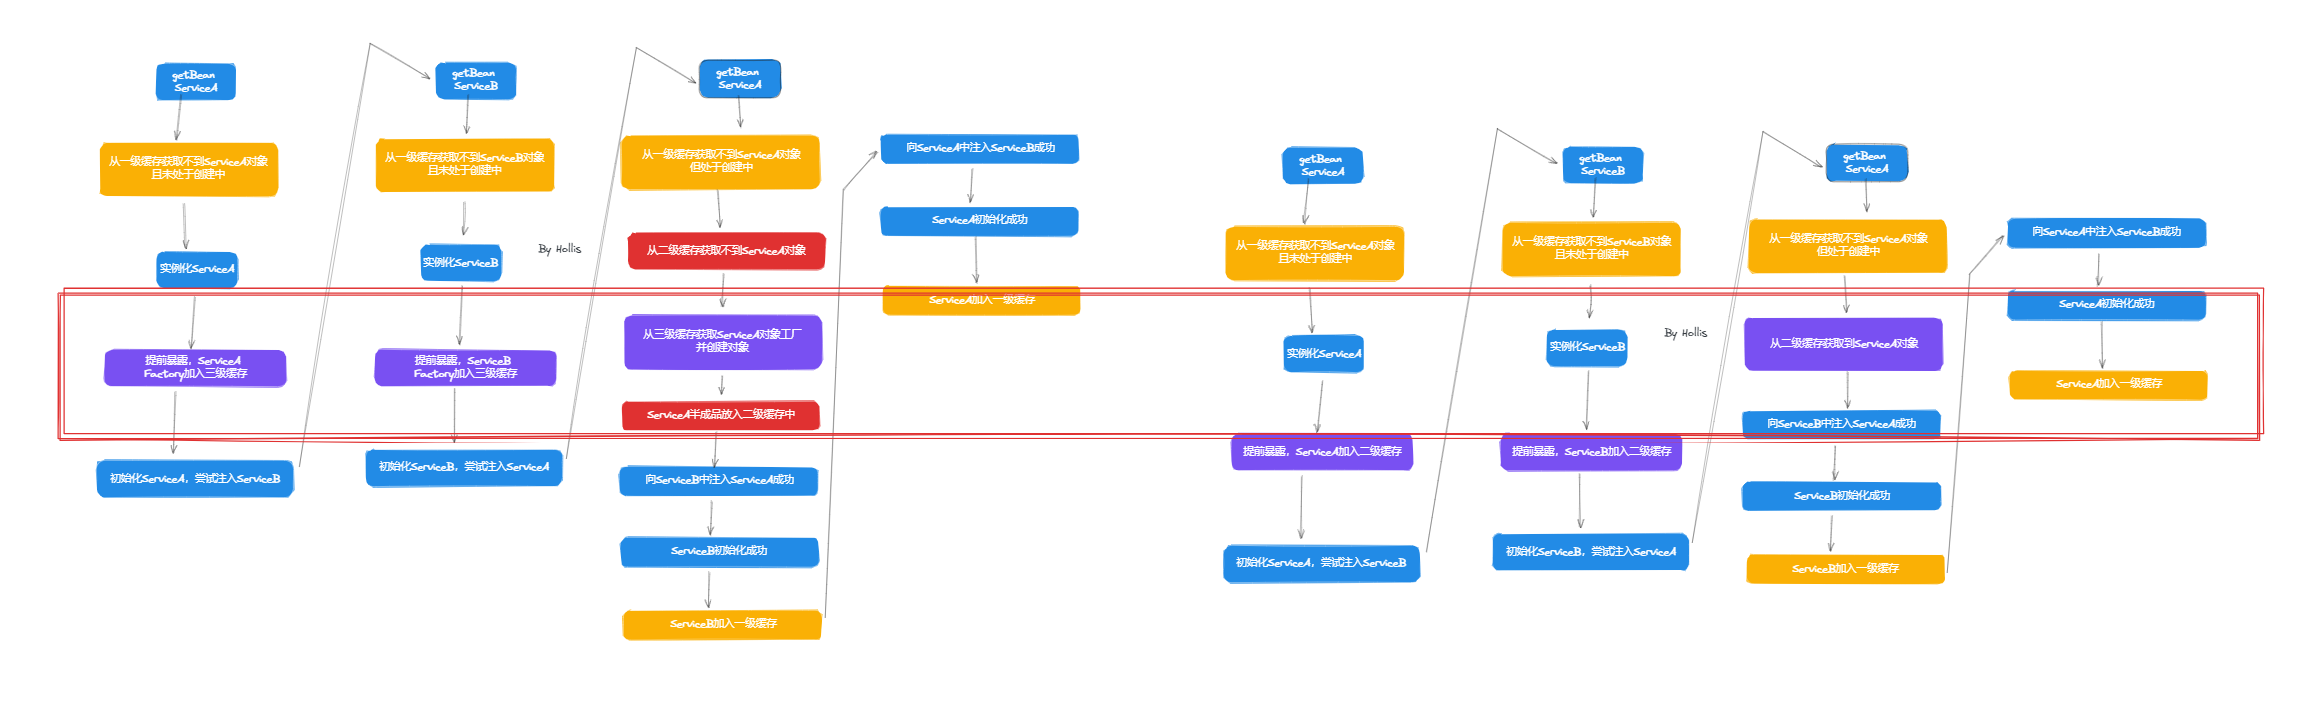 getBean
ServiceA
从一级缓存获取不到ServiceA对象
且未处于创建中
实例化ServiceA
提前暴露，ServiceA
Factory加入三级缓存
初始化ServiceA，尝试注入ServiceB
getBean
ServiceB
从一级缓存获取不到ServiceB对象
且未处于创建中
实例化ServiceB
提前暴露，ServiceB
Factory加入三级缓存
初始化ServiceB，尝试注入ServiceA
By Hollis
getBean
ServiceA
从一级缓存获取不到ServiceA对象
但处于创建中
从二级缓存获取不到ServiceA对象
从三级缓存获取ServiceA对象工厂
并创建对象
ServiceA半成品放入二级缓存中
向ServiceB中注入ServiceA成功
ServiceB初始化成功
ServiceB加入一级缓存
向ServiceA中注入ServiceB成功
ServiceA初始化成功
ServiceA加入一级缓存
getBean
ServiceA
从一级缓存获取不到ServiceA对象
且未处于创建中
实例化ServiceA
提前暴露，ServiceA加入二级缓存
初始化ServiceA，尝试注入ServiceB
getBean
ServiceB
从一级缓存获取不到ServiceB对象
且未处于创建中
实例化ServiceB
提前暴露，ServiceB加入二级缓存
初始化ServiceB，尝试注入ServiceA
By Hollis
getBean
ServiceA
从一级缓存获取不到ServiceA对象
但处于创建中
从二级缓存获取到ServiceA对象
向ServiceB中注入ServiceA成功
ServiceB初始化成功
ServiceB加入一级缓存
向ServiceA中注入ServiceB成功
ServiceA初始化成功
ServiceA加入一级缓存